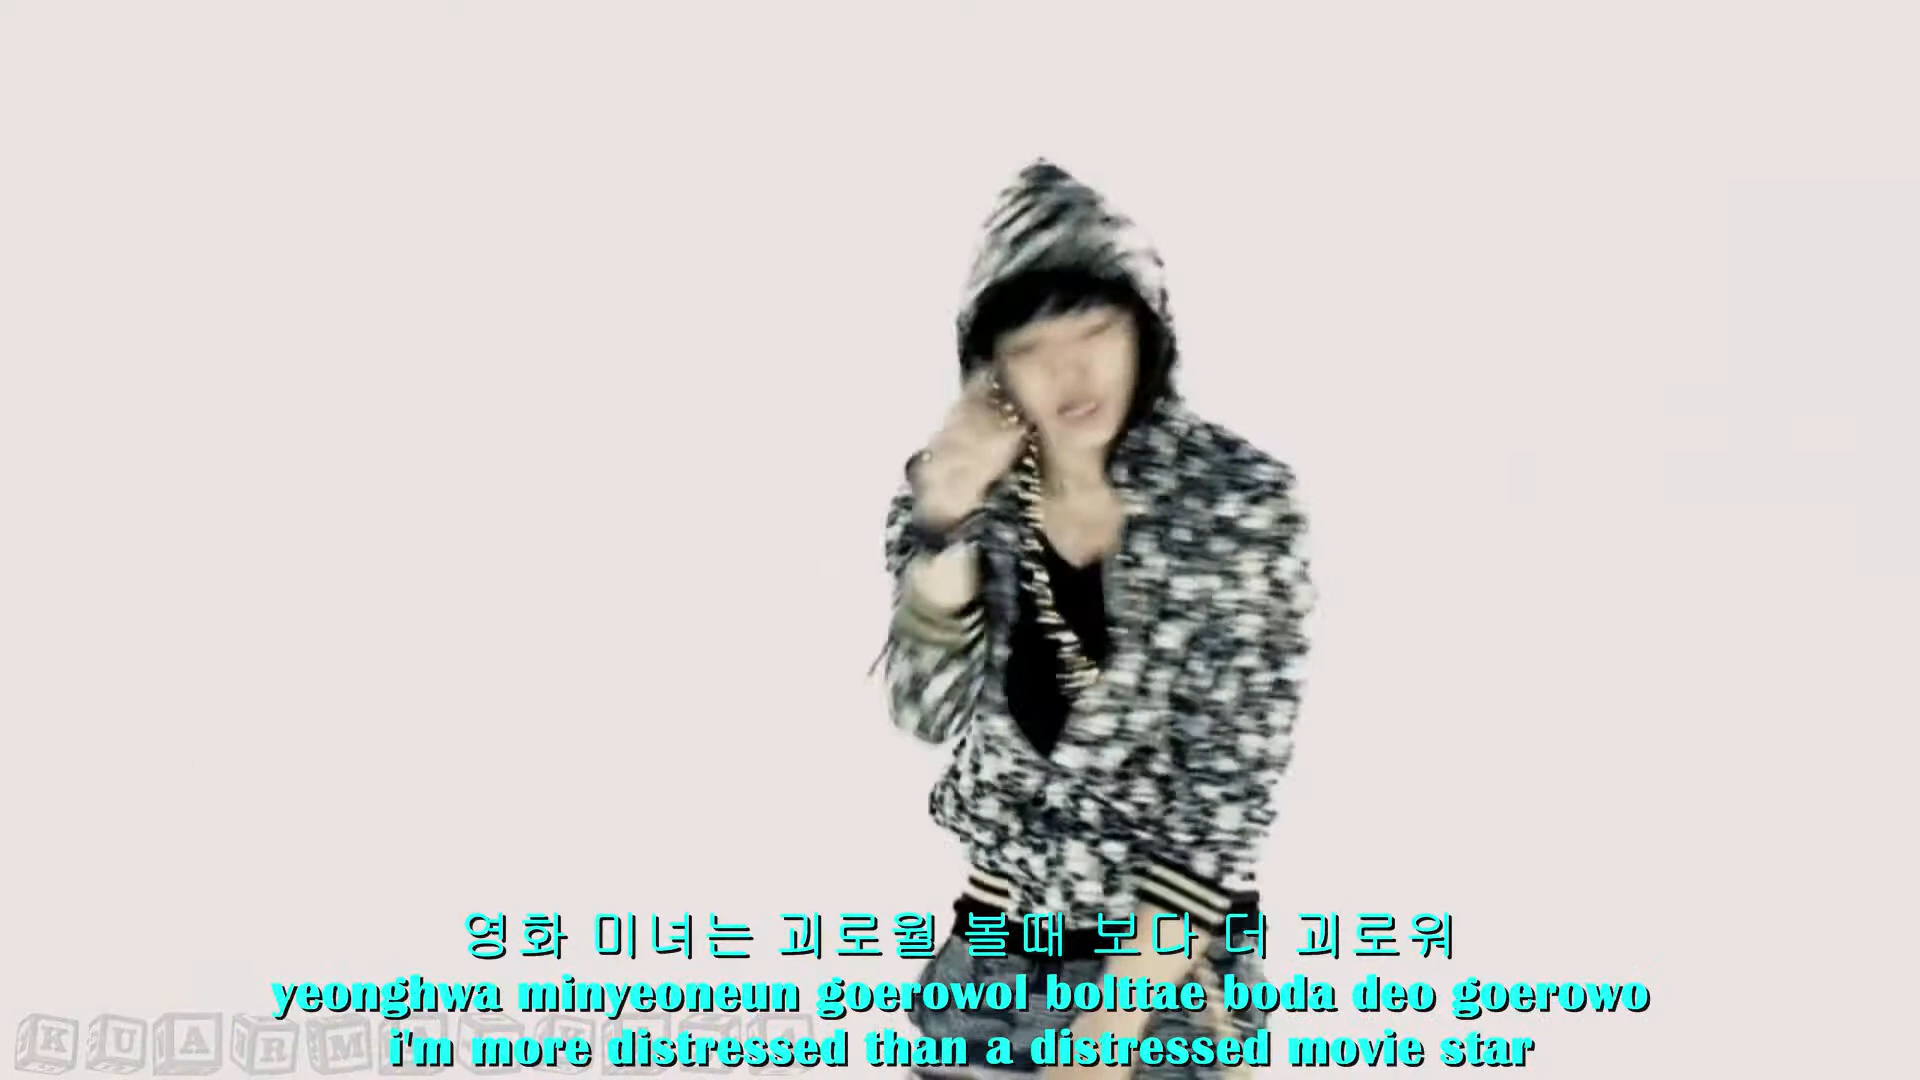 영화 미녀는 괴로월 볼때 보다 더 괴로워
yeonghwa minyeoneun goerowol bolttae boda deo goerowo
i'm more distressed than a distressed movie star
KUARM